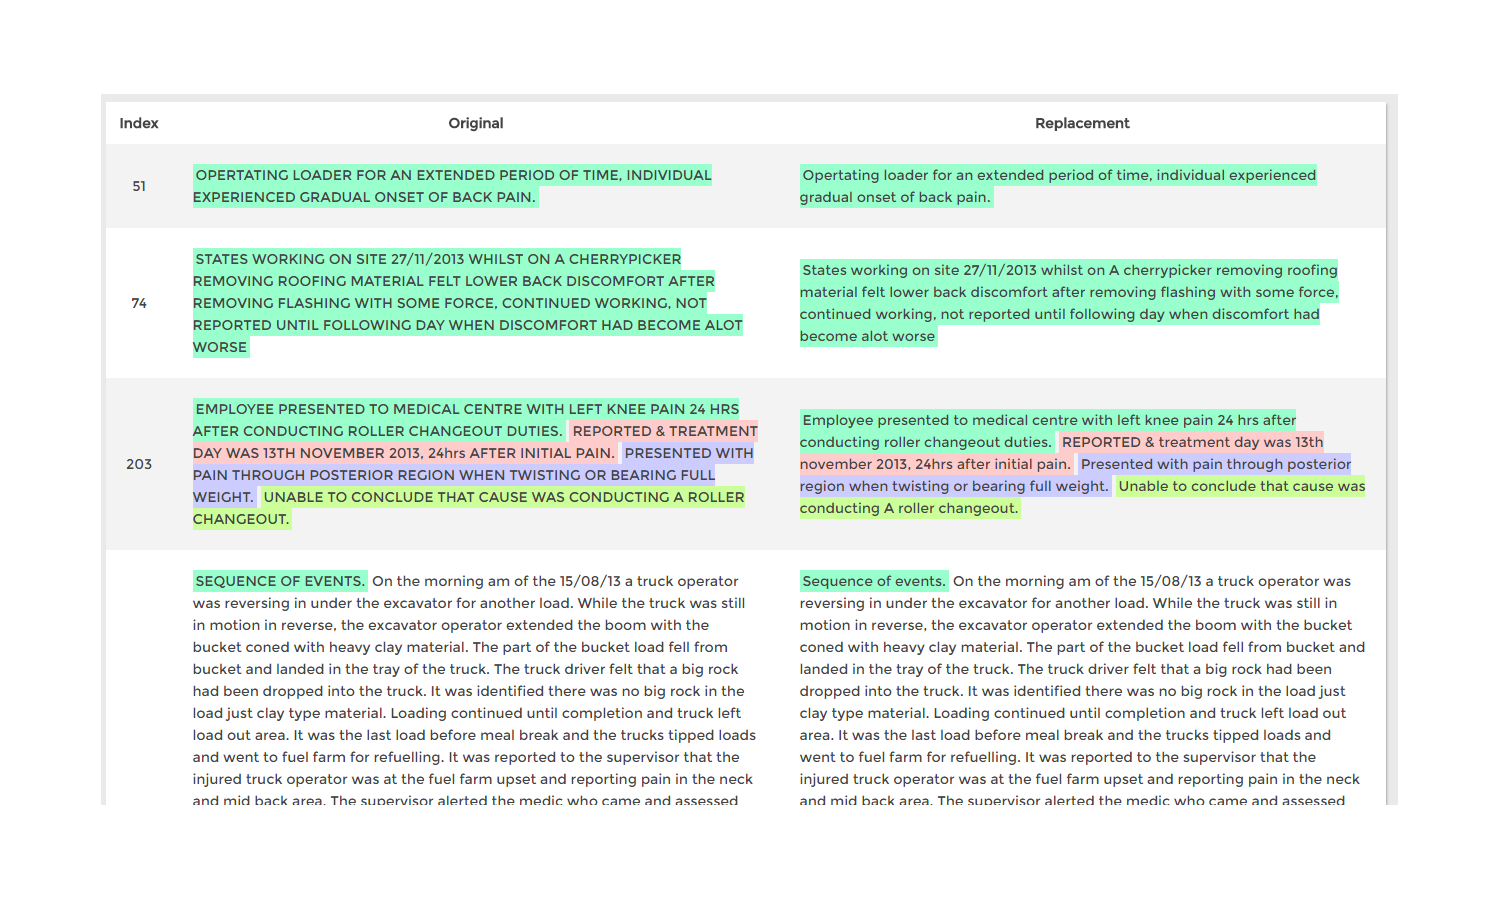 Index Original Replacement
51
OPERTATING LOADER FOR AN EXTENDED PERIOD OF TIME, INDIVIDUAL
EXPERIENCED GRADUAL ONSET OF BACK PAIN.
Opertating loader for an extended period of time, individual experienced
gradual onset of back pain.
74
STATES WORKING ON SITE 27/11/2013 WHILST ON A CHERRYPICKER
REMOVING ROOFING MATERIAL FELT LOWER BACK DISCOMFORT AFTER
REMOVING FLASHING WITH SOME FORCE, CONTINUED WORKING, NOT
REPORTED UNTIL FOLLOWING DAY WHEN DISCOMFORT HAD BECOME ALOT
WORSE
States working on site 27/11/2013 whilst on A cherrypicker removing roofing
material felt lower back discomfort after removing flashing with some force,
continued working, not reported until following day when discomfort had
become alot worse
203
EMPLOYEE PRESENTED TO MEDICAL CENTRE WITH LEFT KNEE PAIN 24 HRS
AFTER CONDUCTING ROLLER CHANGEOUT DUTIES. REPORTED & TREATMENT
DAY WAS 13TH NOVEMBER 2013, 24hrs AFTER INITIAL PAIN. PRESENTED WITH
PAIN THROUGH POSTERIOR REGION WHEN TWISTING OR BEARING FULL
WEIGHT. UNABLE TO CONCLUDE THAT CAUSE WAS CONDUCTING A ROLLER
CHANGEOUT.
Employee presented to medical centre with left knee pain 24 hrs after
conducting roller changeout duties. REPORTED & treatment day was 13th
november 2013, 24hrs after initial pain. Presented with pain through posterior
region when twisting or bearing full weight. Unable to conclude that cause was
conducting A roller changeout.
SEQUENCE OF EVENTS. On the morning am of the 15/08/13 a truck operator
was reversing in under the excavator for another load. While the truck was still
in motion in reverse, the excavator operator extended the boom with the
bucket coned with heavy clay material. The part of the bucket load fell from
bucket and landed in the tray of the truck. The truck driver felt that a big rock
had been dropped into the truck. It was identified there was no big rock in the
load just clay type material. Loading continued until completion and truck left
load out area. It was the last load before meal break and the trucks tipped loads
and went to fuel farm for refuelling. It was reported to the supervisor that the
injured truck operator was at the fuel farm upset and reporting pain in the neck
and mid back area. The supervisor alerted the medic who came and assessed
Sequence of events. On the morning am of the 15/08/13 a truck operator was
reversing in under the excavator for another load. While the truck was still in
motion in reverse, the excavator operator extended the boom with the bucket
coned with heavy clay material. The part of the bucket load fell from bucket and
landed in the tray of the truck. The truck driver felt that a big rock had been
dropped into the truck. It was identified there was no big rock in the load just
clay type material. Loading continued until completion and truck left load out
area. It was the last load before meal break and the trucks tipped loads and
went to fuel farm for refuelling. It was reported to the supervisor that the
injured truck operator was at the fuel farm upset and reporting pain in the neck
and mid back area. The supervisor alerted the medic who came and assessed